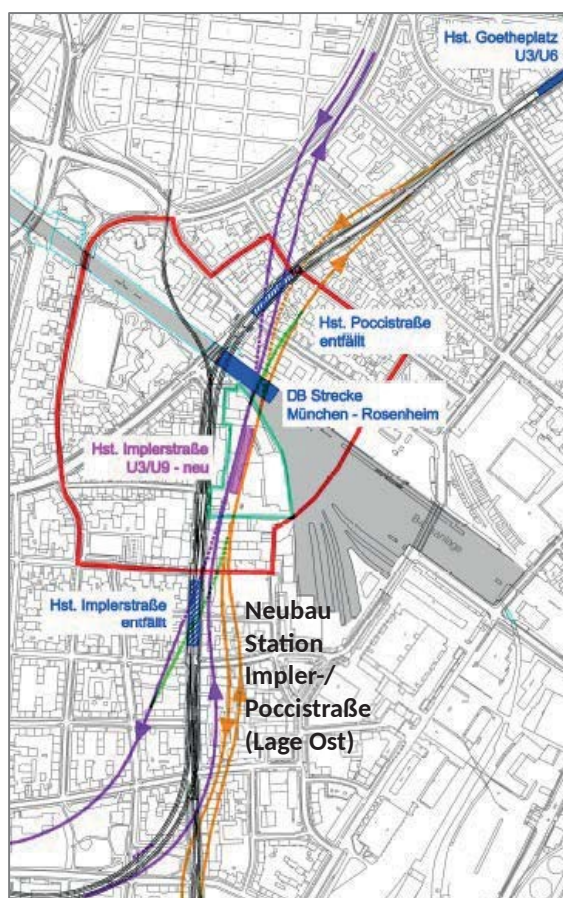 Hst. Goetheplatz
U3/U6
Hst. Poccistraße
entfällt
DB Strecke
München - Rosenheim
Hst. Implerstraße
U3/U9 - neu
Bahnanlage
Hst. Implerstraße
entfällt
Neubau
Station
Impler-/
Poccistraße
(Lage Ost)